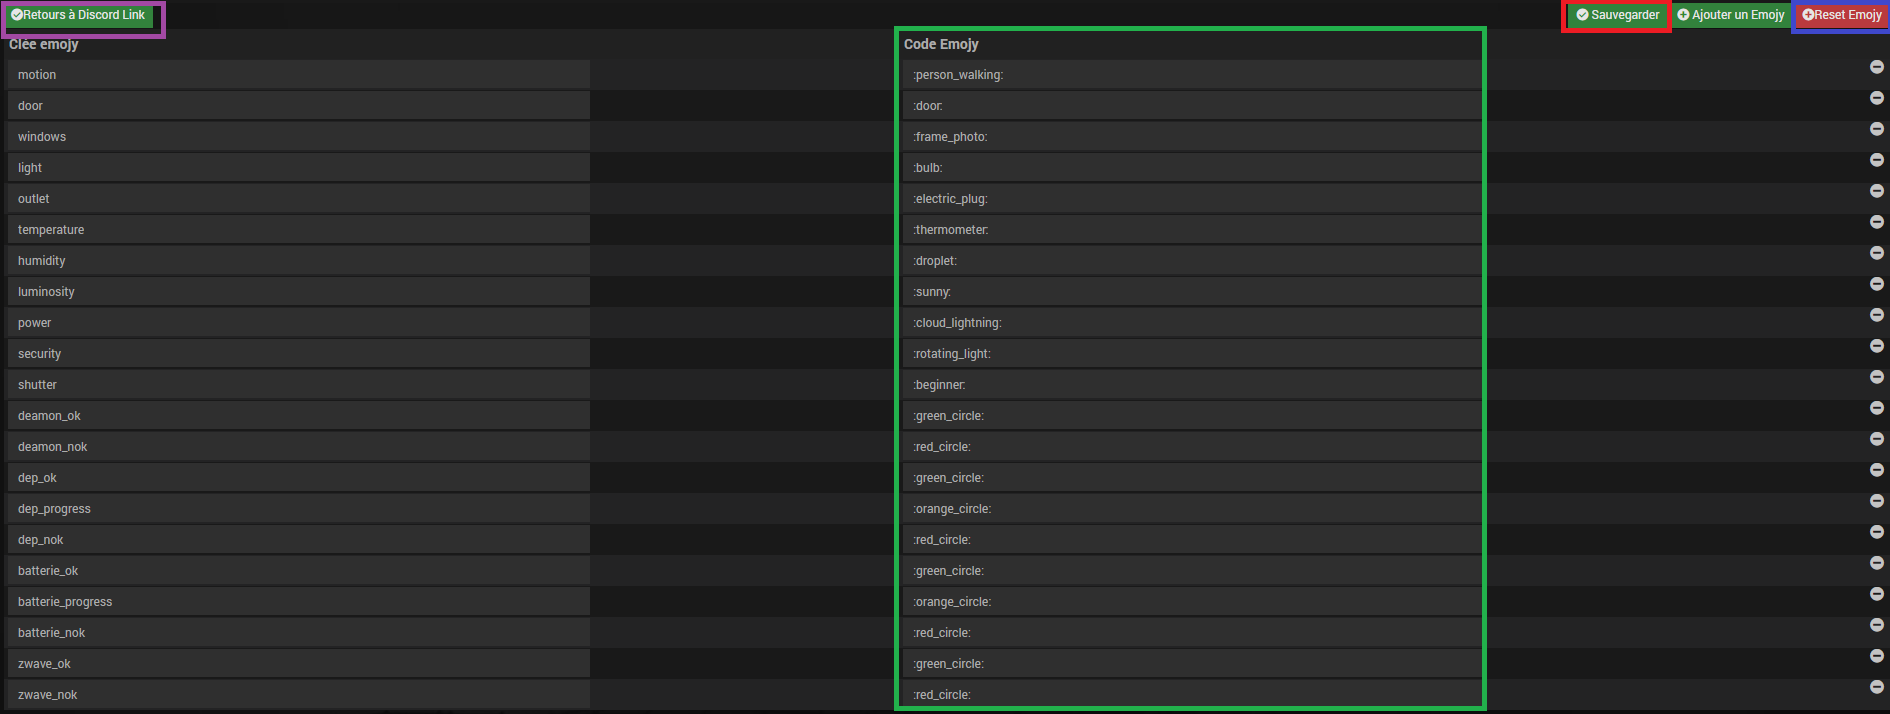 Retours à Discord Link Sauvegarder Ajouter un Emojy Reset Emojy
Clée emojy Code Emojy
motion :person_walking:
door :door:
windows :frame_photo:
light :bulb:
outlet :electric_plug:
temperature :thermometer:
humidity :droplet:
luminosity :sunny:
power :cloud_lightning:
security :rotating_light:
shutter :beginner:
deamon_ok :green_circle:
deamon_nok :red_circle:
dep_ok :green_circle:
dep_progress :orange_circle:
dep_nok :red_circle:
batterie_ok :green_circle:
batterie_progress :orange_circle:
batterie_nok :red_circle:
zwave_ok :green_circle:
zwave_nok :red_circle: